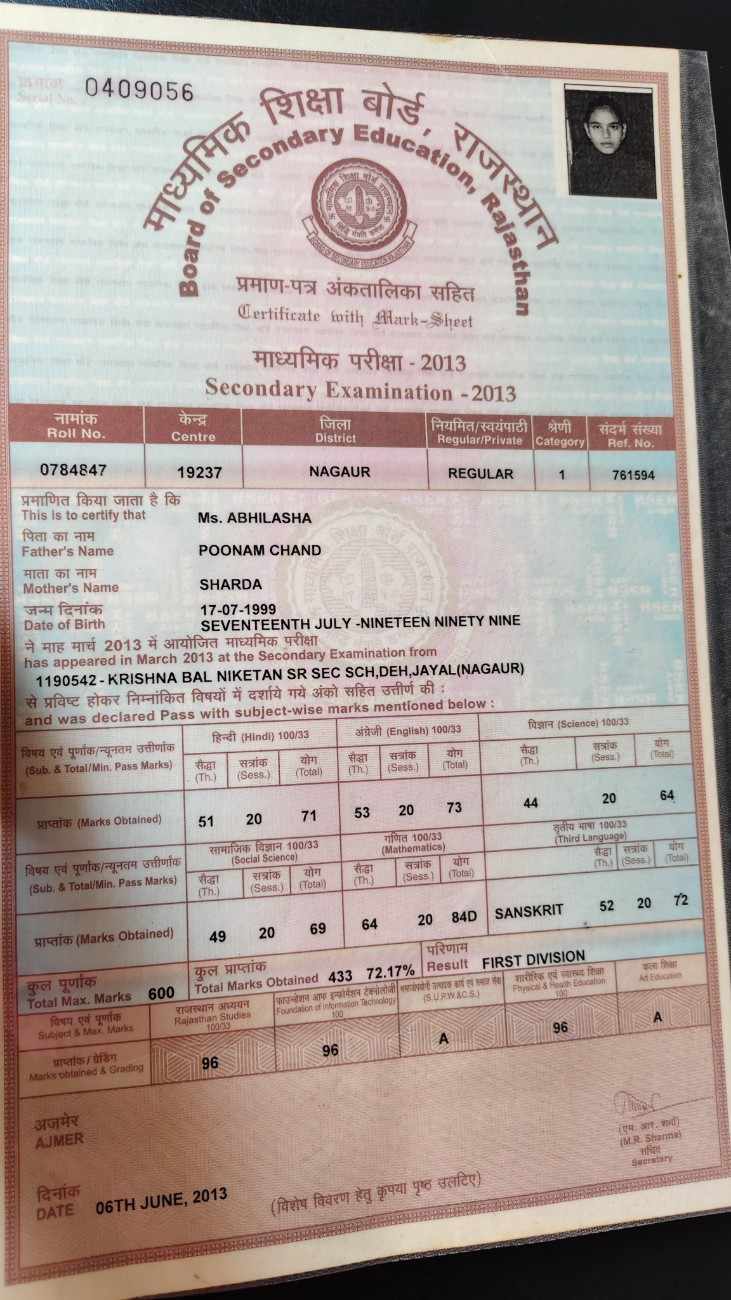 क्रमांक 0409056
Serial No.
माध्यमिक शिक्षा बोर्ड, राजस्थान
Board of Secondary Education, Rajasthan
प्रमाण-पत्र अंकतालिका सहित
Certificate with Mark-Sheet
माध्यमिक परीक्षा - 2013
Secondary Examination - 2013
नामांक केन्द्र जिला नियमित/स्वयंपाठी श्रेणी संदर्भ संख्या
Roll No. Centre District Regular/Private Category Ref. No.
0784847 19237 NAGAUR REGULAR 1 761594
प्रमाणित किया जाता है कि
This is to certify that Ms. ABHILASHA
पिता का नाम
Father's Name POONAM CHAND
माता का नाम
Mother's Name SHARDA
जन्म दिनांक 17-07-1999
Date of Birth SEVENTEENTH JULY -NINETEEN NINETY NINE
ने माह मार्च 2013 में आयोजित माध्यमिक परीक्षा
has appeared in March 2013 at the Secondary Examination from
1190542 - KRISHNA BAL NIKETAN SR SEC SCH,DEH,JAYAL(NAGAUR)
से प्रविष्ट होकर निम्नांकित विषयों में दर्शाये गये अंको सहित उत्तीर्ण की :
and was declared Pass with subject-wise marks mentioned below :
विषय एवं पूर्णांक/न्यूनतम उत्तीर्णांक हिन्दी (Hindi) 100/33 अंग्रेजी (English) 100/33 विज्ञान (Science) 100/33
(Sub. & Total/Min. Pass Marks) सैद्धा सत्रांक योग सैद्धा सत्रांक योग सैद्धा सत्रांक योग
(Th.) (Sess.) (Total) (Th.) (Sess.) (Total) (Th.) (Sess.) (Total)
प्राप्तांक (Marks Obtained) 51 20 71 53 20 73 44 20 64
विषय एवं पूर्णांक/न्यूनतम उत्तीर्णांक सामाजिक विज्ञान 100/33 गणित 100/33 तृतीय भाषा 100/33
(Sub. & Total/Min. Pass Marks) (Social Science) (Mathematics) (Third Language)
सैद्धा सत्रांक योग सैद्धा सत्रांक योग सैद्धा सत्रांक योग
(Th.) (Sess.) (Total) (Th.) (Sess.) (Total) (Th.) (Sess.) (Total)
प्राप्तांक (Marks Obtained) 49 20 69 64 20 84D SANSKRIT 52 20 72
कुल पूर्णांक कुल प्राप्तांक परिणाम
Total Max. Marks 600 Total Marks Obtained 433 72.17% Result FIRST DIVISION
विषय एवं पूर्णांक राजस्थान अध्ययन फाउन्डेशन आफ इन्फोर्मेशन टेक्नोलोजी समाजोपयोगी उत्पादक कार्य एवं समाज सेवा शारीरिक एवं स्वास्थ्य शिक्षा कला शिक्षा
Subject & Max. Marks Rajasthan Studies Foundation of Information Technology (S.U.P.W.&C.S.) Physical & Health Education Art Education
100/33 100 100
प्राप्तांक / ग्रेडिंग
Marks obtained & Grading 96 96 A 96 A
अजमेर
AJMER
(एम. आर. शर्मा)
(M.R. Sharma)
सचिव
Secretary
दिनांक
DATE 06TH JUNE, 2013
(विशेष विवरण हेतु कृपया पृष्ठ उलटिए)